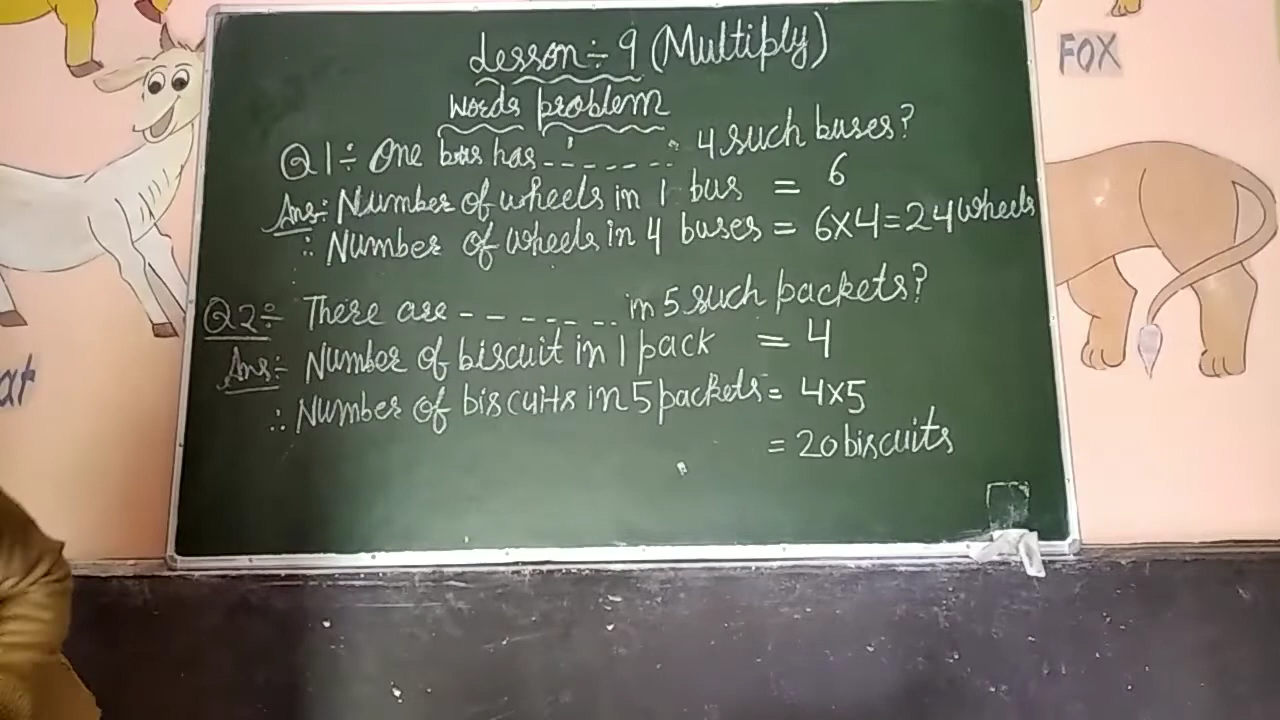 FOX
Lesson÷ 9 (Multiply)
Words problem
Q1÷ One bus has - - - - - - - 4 such buses?
Ans:- Number of wheels in 1 bus = 6
∴ Number of wheels in 4 buses = 6×4=24 wheels
Q2÷ There are - - - - - - - in 5 such packets?
Ans:- Number of biscuit in 1 pack = 4
∴ Number of biscuits in 5 packets = 4×5
= 20 biscuits
at